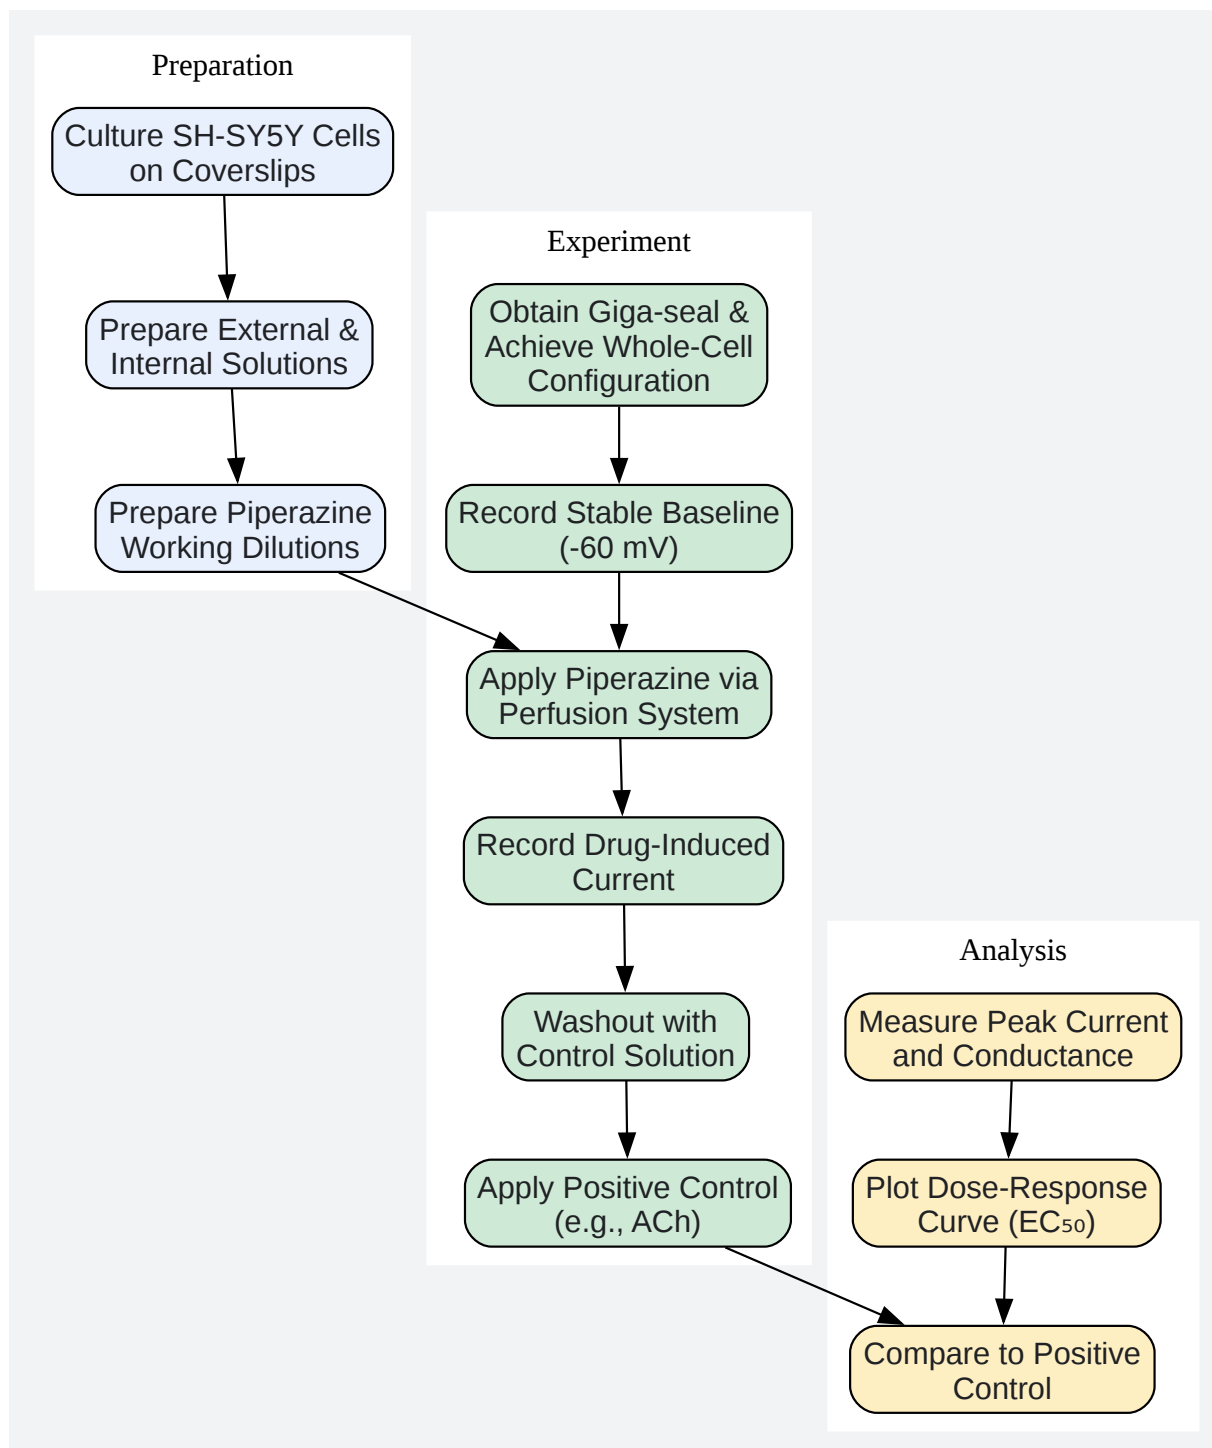 Preparation
Culture SH-SY5Y Cells
on Coverslips
Prepare External &
Internal Solutions
Prepare Piperazine
Working Dilutions
Experiment
Obtain Giga-seal &
Achieve Whole-Cell
Configuration
Record Stable Baseline
(-60 mV)
Apply Piperazine via
Perfusion System
Record Drug-Induced
Current
Washout with
Control Solution
Apply Positive Control
(e.g., ACh)
Analysis
Measure Peak Current
and Conductance
Plot Dose-Response
Curve (EC₅₀)
Compare to Positive
Control